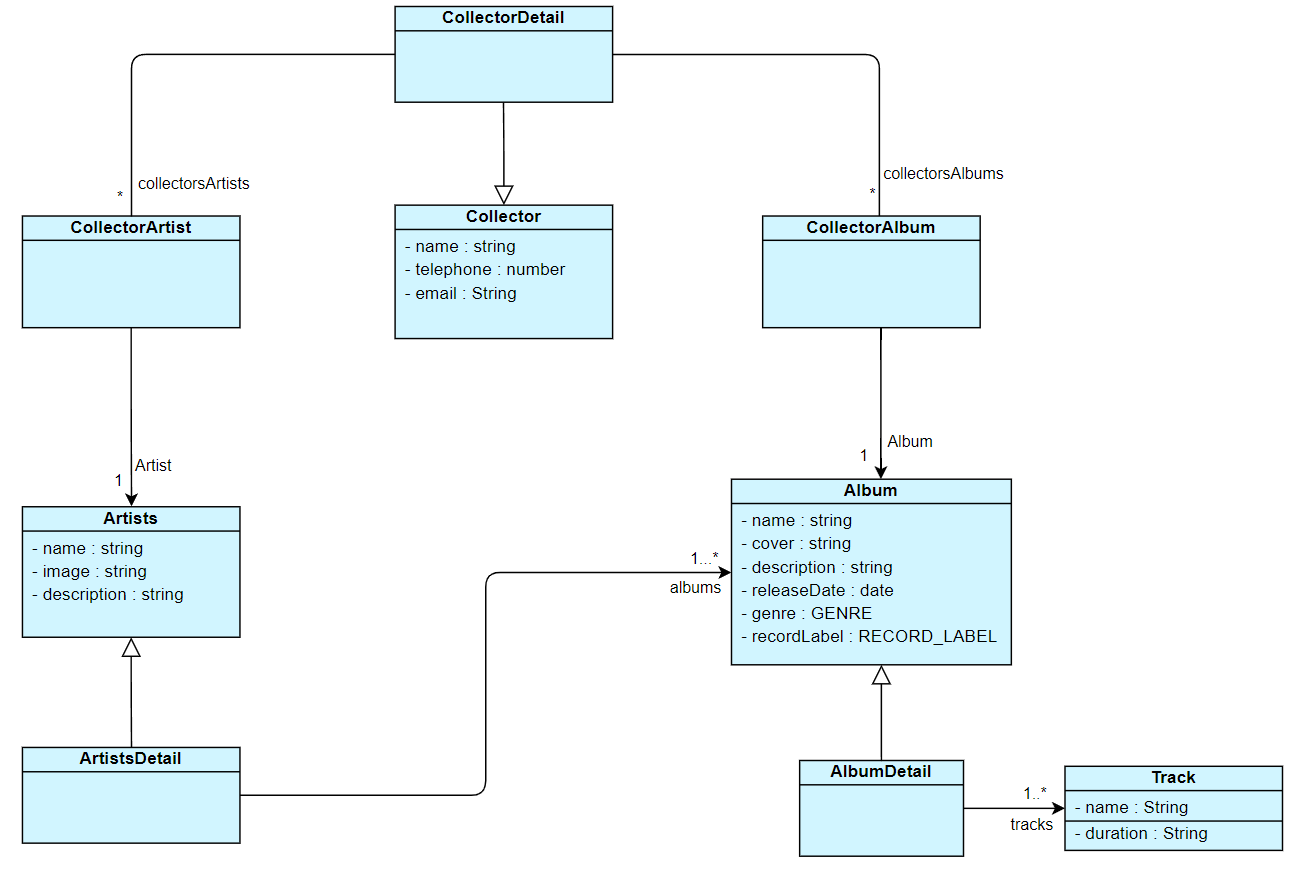 CollectorDetail
collectorsArtists
*
collectorsAlbums
*
Collector
- name : string
- telephone : number
- email : String
CollectorArtist
CollectorAlbum
Artist
1
Album
1
Artists
- name : string
- image : string
- description : string
Album
- name : string
- cover : string
- description : string
- releaseDate : date
- genre : GENRE
- recordLabel : RECORD_LABEL
1...*
albums
ArtistsDetail
AlbumDetail
1..*
tracks
Track
- name : String
- duration : String